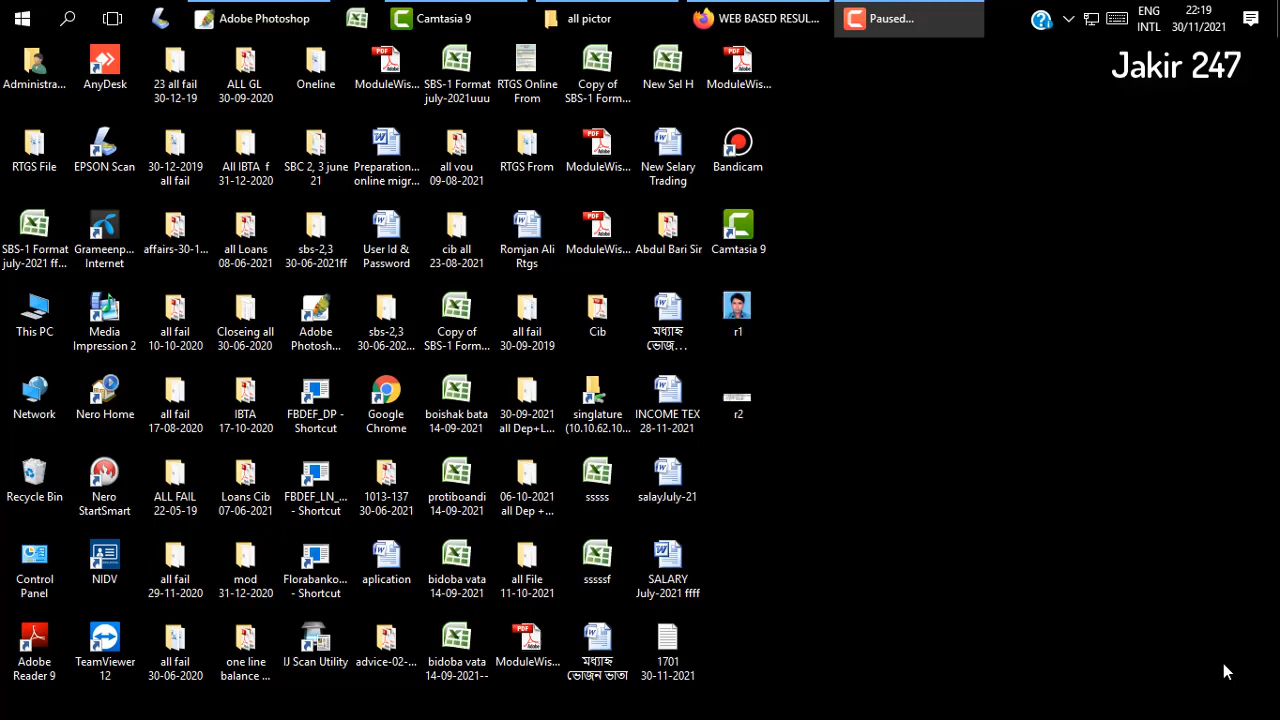 Adobe Photoshop
Camtasia 9
all pictor
WEB BASED RESUL...
Paused...
ENG
INTL
22:19
30/11/2021
Jakir 247
Administra...
AnyDesk
23 all fail
30-12-19
ALL GL
30-09-2020
Oneline
ModuleWis...
SBS-1 Format
july-2021uuu
RTGS Online
From
Copy of
SBS-1 Form...
New Sel H
ModuleWis...
RTGS File
EPSON Scan
30-12-2019
all fail
All IBTA f
31-12-2020
SBC 2, 3 june
21
Preparation...
online migr...
all vou
09-08-2021
RTGS From
ModuleWis...
New Selary
Trading
Bandicam
SBS-1 Format
july-2021 ff...
Grameenp...
Internet
affairs-30-1...
all Loans
08-06-2021
sbs-2,3
30-06-2021ff
User Id &
Password
cib all
23-08-2021
Romjan Ali
Rtgs
ModuleWis...
Abdul Bari Sir
Camtasia 9
This PC
Media
Impression 2
all fail
10-10-2020
Closeing all
30-06-2020
Adobe
Photosh...
sbs-2,3
30-06-202...
Copy of
SBS-1 Form...
all fail
30-09-2019
Cib
মধ্যাহ্ন
ভোজ...
r1
Network
Nero Home
all fail
17-08-2020
IBTA
17-10-2020
FBDEF_DP -
Shortcut
Google
Chrome
boishak bata
14-09-2021
30-09-2021
all Dep+L...
singlature
(10.10.62.10...
INCOME TEX
28-11-2021
r2
Recycle Bin
Nero
StartSmart
ALL FAIL
22-05-19
Loans Cib
07-06-2021
FBDEF_LN_...
- Shortcut
1013-137
30-06-2021
protiboandi
14-09-2021
06-10-2021
all Dep +...
sssss
salayJuly-21
Control
Panel
NIDV
all fail
29-11-2020
mod
31-12-2020
Florabanko...
- Shortcut
aplication
bidoba vata
14-09-2021
all File
11-10-2021
sssssf
SALARY
July-2021 ffff
Adobe
Reader 9
TeamViewer
12
all fail
30-06-2020
one line
balance ...
IJ Scan Utility
advice-02-...
bidoba vata
14-09-2021--
ModuleWis...
মধ্যাহ্ন
ভোজন ভাতা
1701
30-11-2021